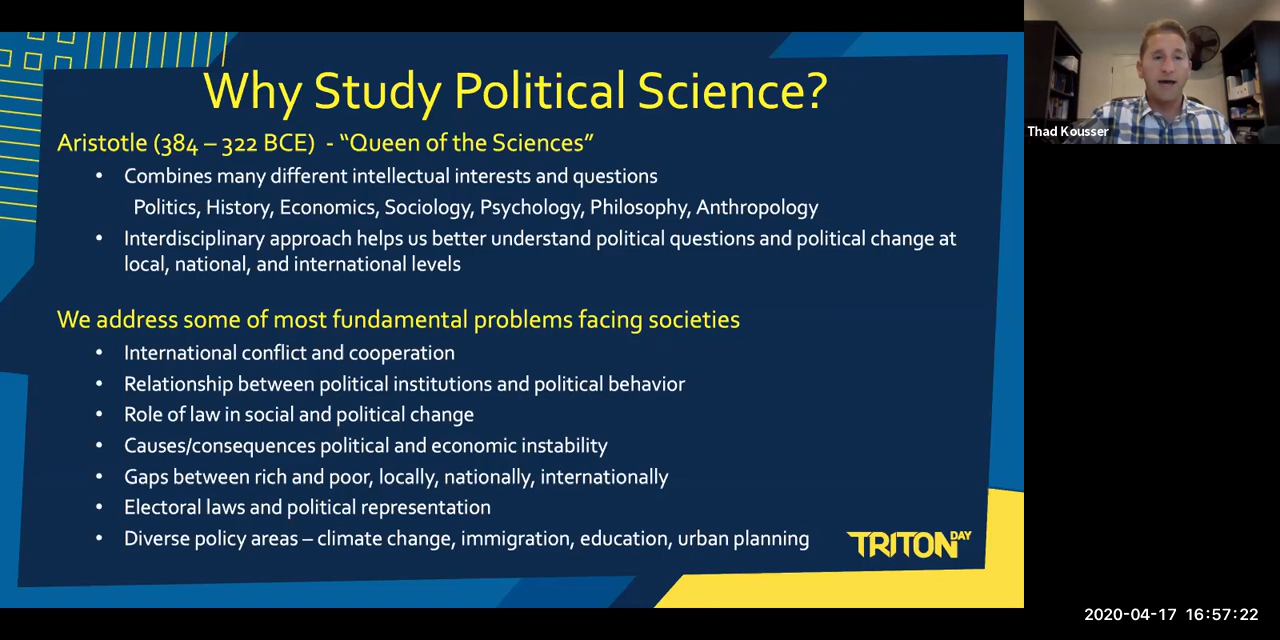 Why Study Political Science?
Aristotle (384 – 322 BCE) - “Queen of the Sciences”
• Combines many different intellectual interests and questions
Politics, History, Economics, Sociology, Psychology, Philosophy, Anthropology
• Interdisciplinary approach helps us better understand political questions and political change at
local, national, and international levels
We address some of most fundamental problems facing societies
• International conflict and cooperation
• Relationship between political institutions and political behavior
• Role of law in social and political change
• Causes/consequences political and economic instability
• Gaps between rich and poor, locally, nationally, internationally
• Electoral laws and political representation
• Diverse policy areas – climate change, immigration, education, urban planning
TRITON DAY
Thad Kousser
2020-04-17 16:57:22